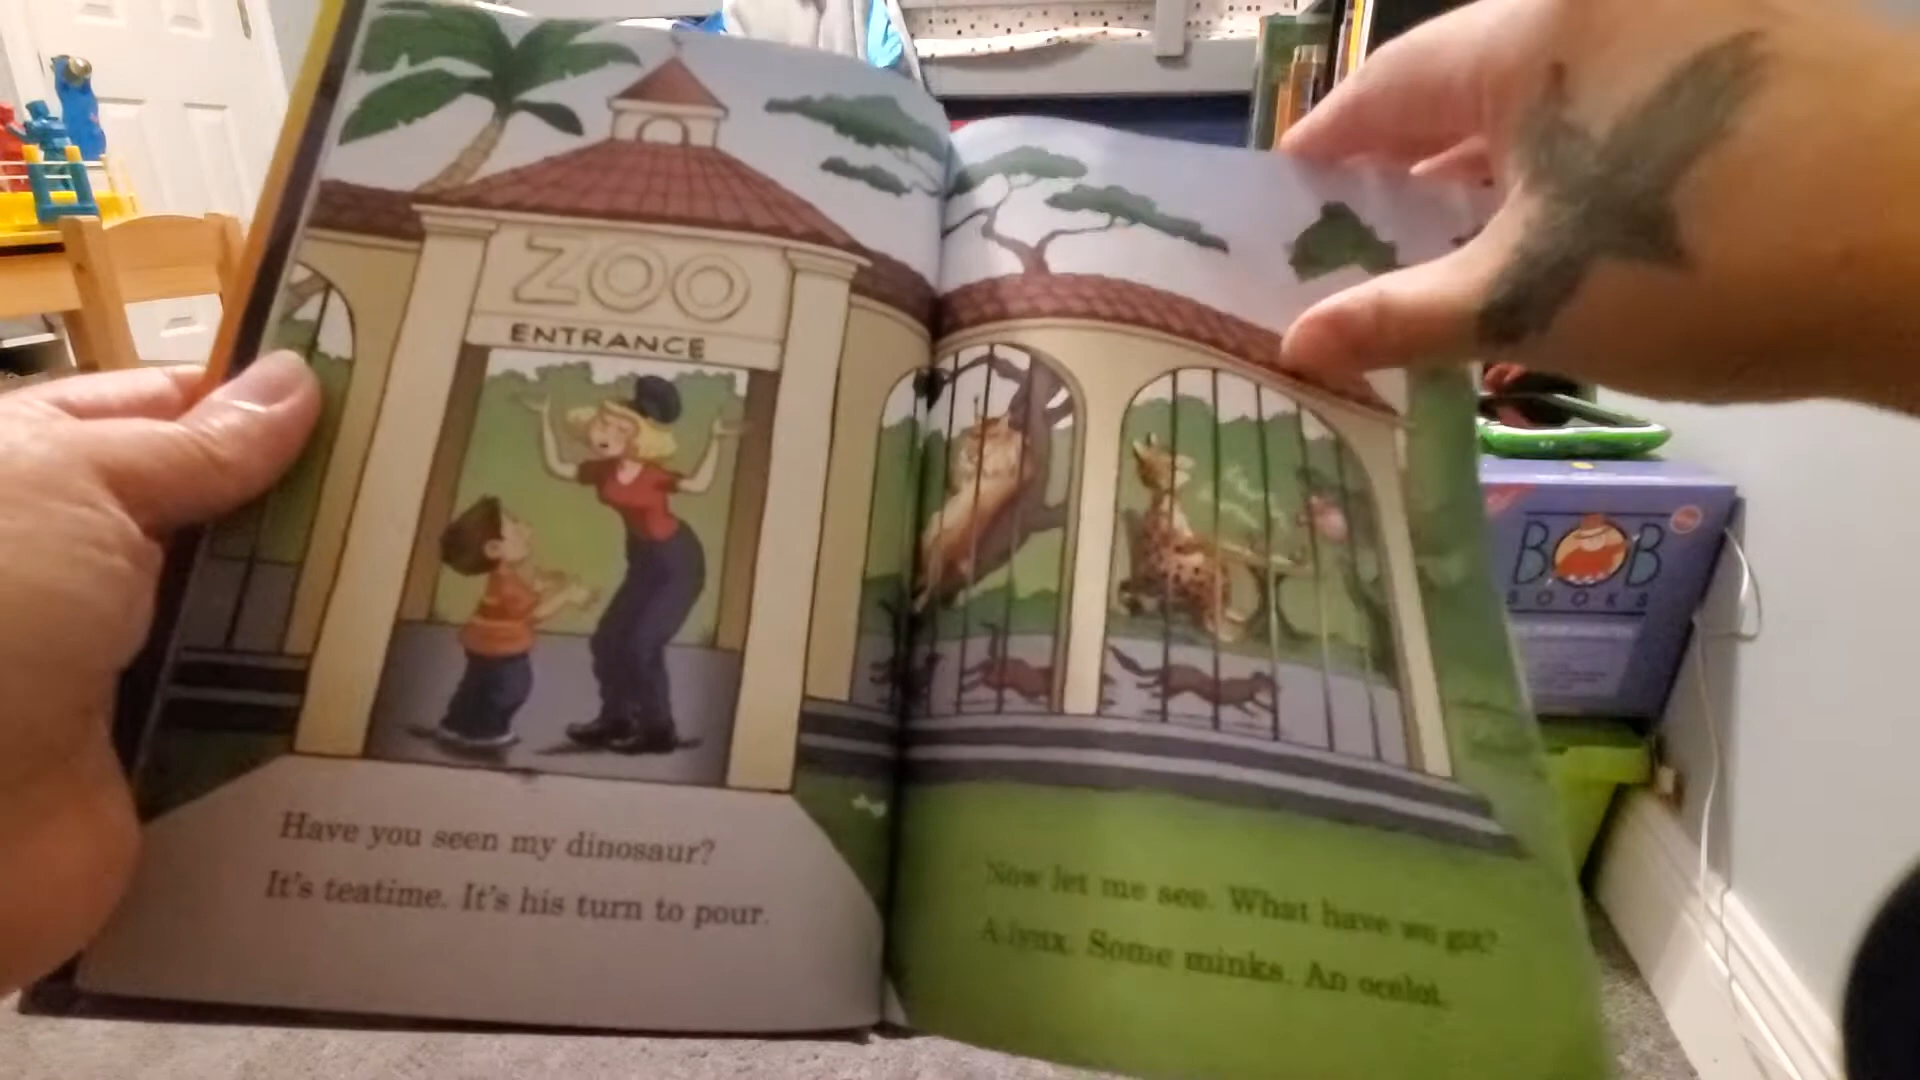 ZOO
ENTRANCE
Have you seen my dinosaur?
It's teatime. It's his turn to pour.
Now let me see. What have we got?
A lynx. Some minks. An ocelot.
BOB
BOOKS